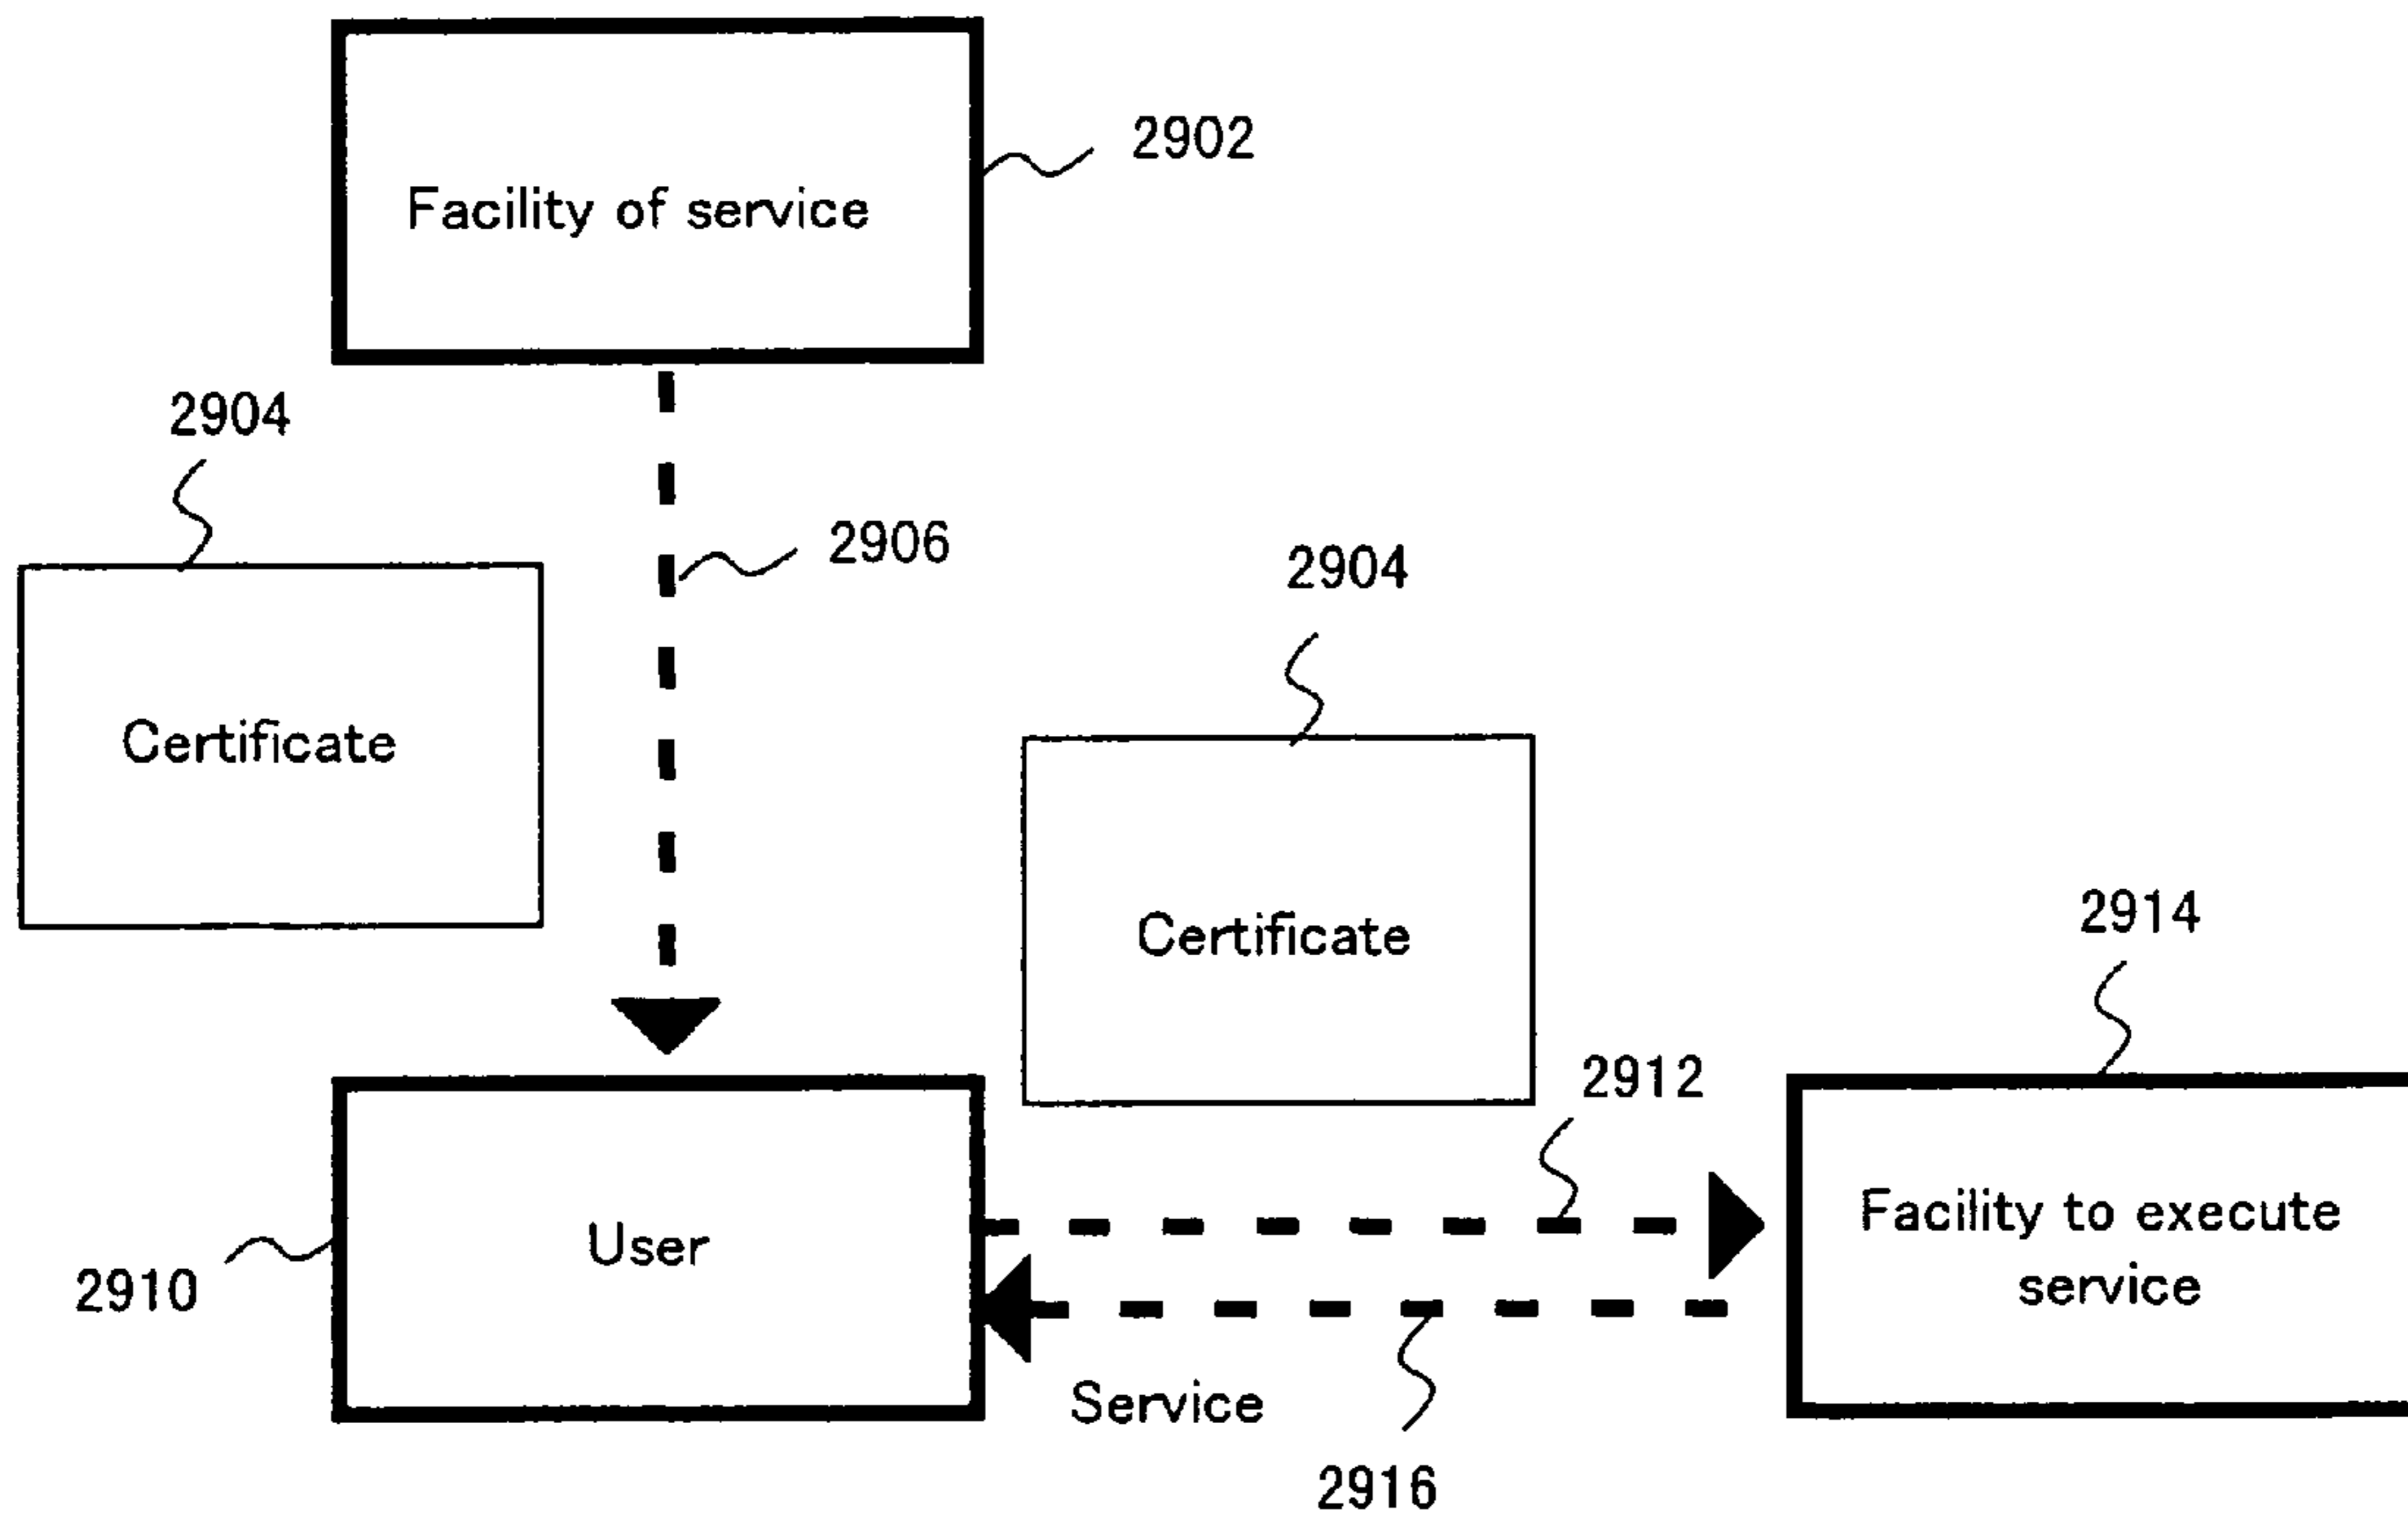 2902
Facility of service
2904
2906
2904
Certificate
Certificate
2914
2912
Facility to execute
service
User
2910
Service
2916